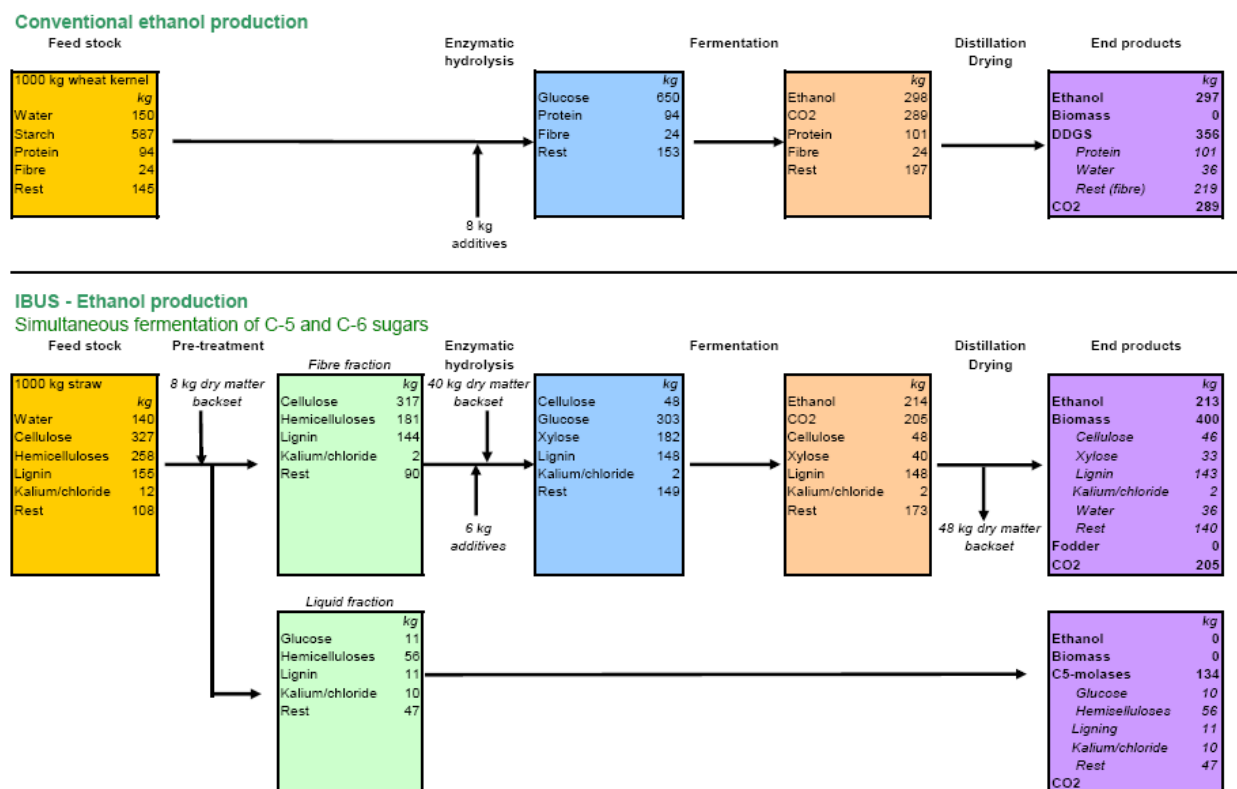 Conventional ethanol production
Feed stock Enzymatic hydrolysis Fermentation Distillation Drying End products
1000 kg wheat kernel
kg
Water 150
Starch 587
Protein 94
Fibre 24
Rest 145
8 kg
additives
kg
Glucose 650
Protein 94
Fibre 24
Rest 153
kg
Ethanol 298
CO2 289
Protein 101
Fibre 24
Rest 197
kg
Ethanol 297
Biomass 0
DDGS 356
Protein 101
Water 36
Rest (fibre) 219
CO2 289
IBUS - Ethanol production
Simultaneous fermentation of C-5 and C-6 sugars
Feed stock Pre-treatment Enzymatic hydrolysis Fermentation Distillation Drying End products
1000 kg straw
kg
Water 140
Cellulose 327
Hemicelluloses 258
Lignin 155
Kalium/chloride 12
Rest 108
8 kg dry matter
backset
Fibre fraction
kg
Cellulose 317
Hemicelluloses 181
Lignin 144
Kalium/chloride 2
Rest 90
40 kg dry matter
backset
6 kg
additives
kg
Cellulose 48
Glucose 303
Xylose 182
Lignin 148
Kalium/chloride 2
Rest 149
kg
Ethanol 214
CO2 205
Cellulose 48
Xylose 40
Lignin 148
Kalium/chloride 2
Rest 173
48 kg dry matter
backset
kg
Ethanol 213
Biomass 400
Cellulose 46
Xylose 33
Lignin 143
Kalium/chloride 2
Water 36
Rest 140
Fodder 0
CO2 205
Liquid fraction
kg
Glucose 11
Hemicelluloses 56
Lignin 11
Kalium/chloride 10
Rest 47
kg
Ethanol 0
Biomass 0
C5-molases 134
Glucose 10
Hemiselluloses 56
Ligning 11
Kalium/chloride 10
Rest 47
CO2